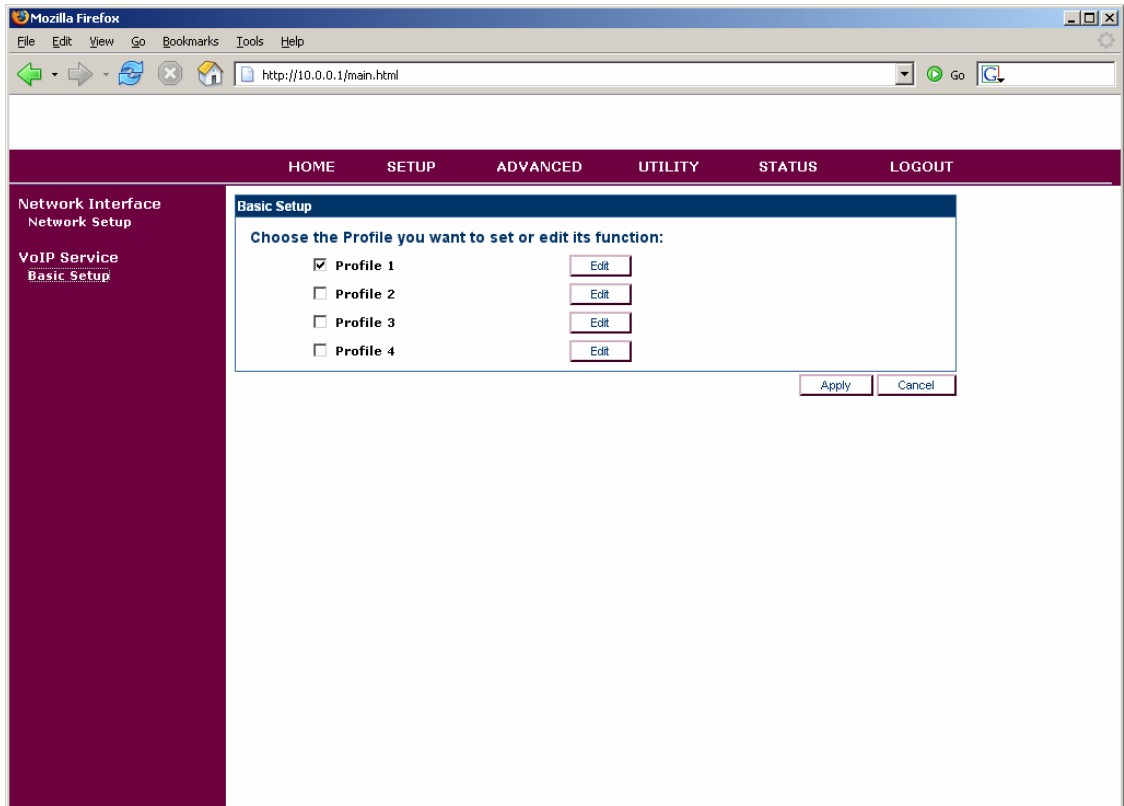 Mozilla Firefox
File Edit View Go Bookmarks Tools Help
http://10.0.0.1/main.html Go G
HOME SETUP ADVANCED UTILITY STATUS LOGOUT
Network Interface
Network Setup
VoIP Service
Basic Setup
Basic Setup
Choose the Profile you want to set or edit its function:
Profile 1 Edit
Profile 2 Edit
Profile 3 Edit
Profile 4 Edit
Apply Cancel